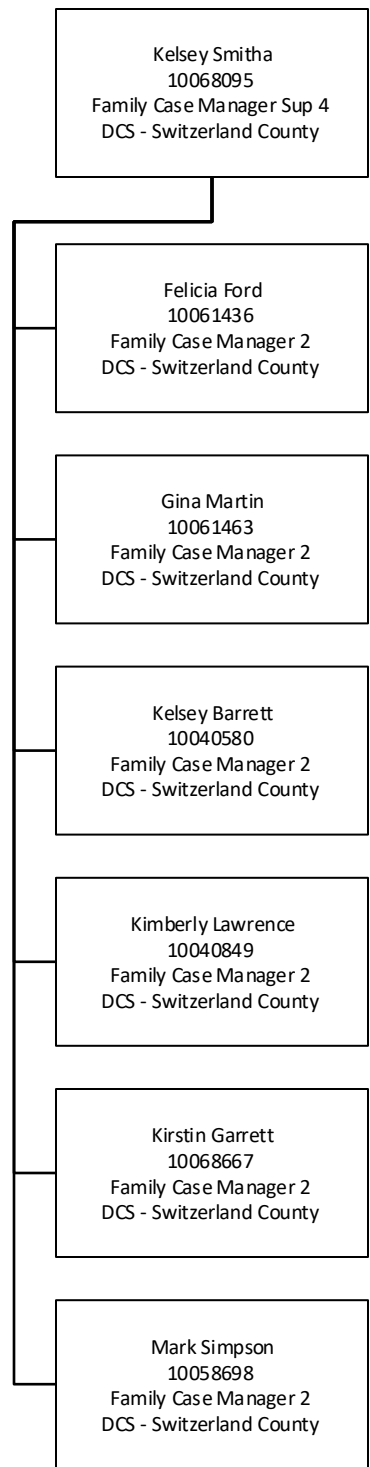 Kelsey Smitha
10068095
Family Case Manager Sup 4
DCS - Switzerland County
Felicia Ford
10061436
Family Case Manager 2
DCS - Switzerland County
Gina Martin
10061463
Family Case Manager 2
DCS - Switzerland County
Kelsey Barrett
10040580
Family Case Manager 2
DCS - Switzerland County
Kimberly Lawrence
10040849
Family Case Manager 2
DCS - Switzerland County
Kirstin Garrett
10068667
Family Case Manager 2
DCS - Switzerland County
Mark Simpson
10058698
Family Case Manager 2
DCS - Switzerland County